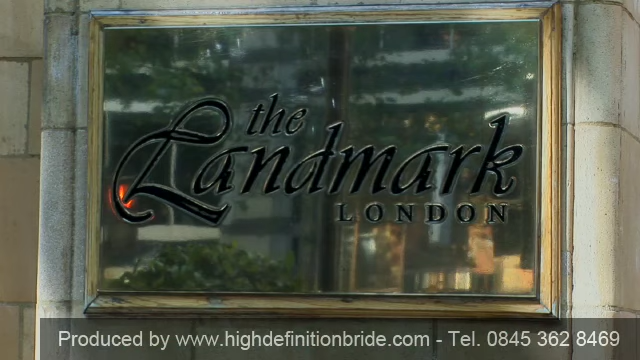 the
Landmark
LONDON
Produced by www.highdefinitionbride.com - Tel. 0845 362 8469